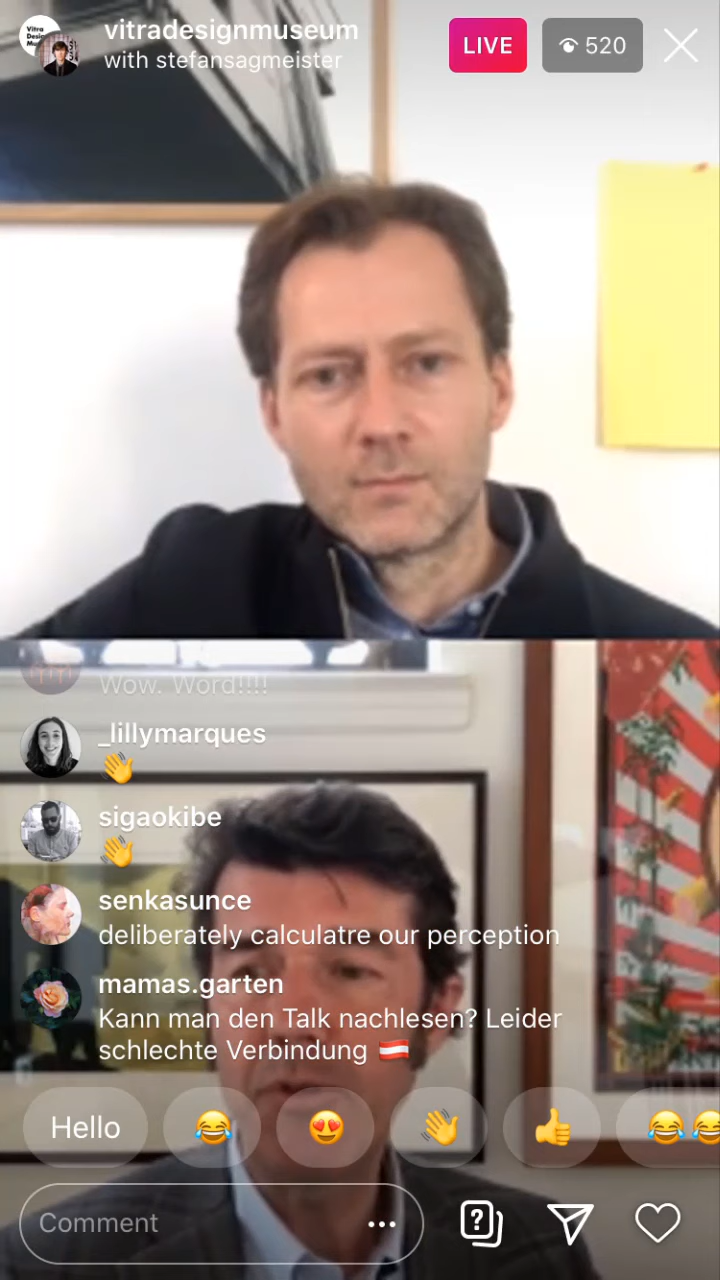 Vitra
vitradesignmuseum
with stefansagmeister
LIVE
520
Wow. Word!!!!
_lillymarques
👋
sigaokibe
👋
senkasunce
deliberately calculatre our perception
mamas.garten
Kann man den Talk nachlesen? Leider
schlechte Verbindung 🇦🇹
Hello 😂 😍 👋 👍 😂😂
Comment